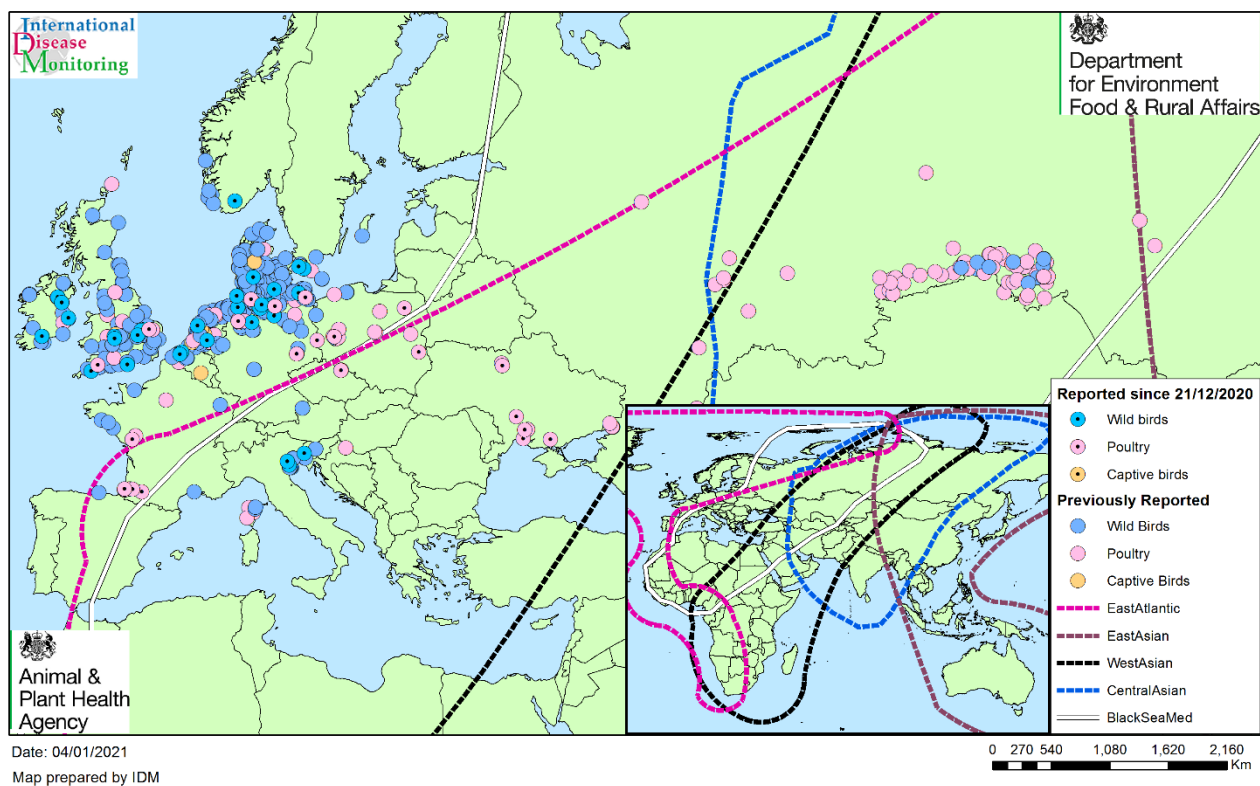 International
Disease
Monitoring
Department
for Environment
Food & Rural Affairs
Reported since 21/12/2020
Wild birds
Poultry
Captive birds
Previously Reported
Wild Birds
Poultry
Captive Birds
EastAtlantic
EastAsian
WestAsian
CentralAsian
BlackSeaMed
Animal &
Plant Health
Agency
Date: 04/01/2021
Map prepared by IDM
0 270 540 1,080 1,620 2,160
Km